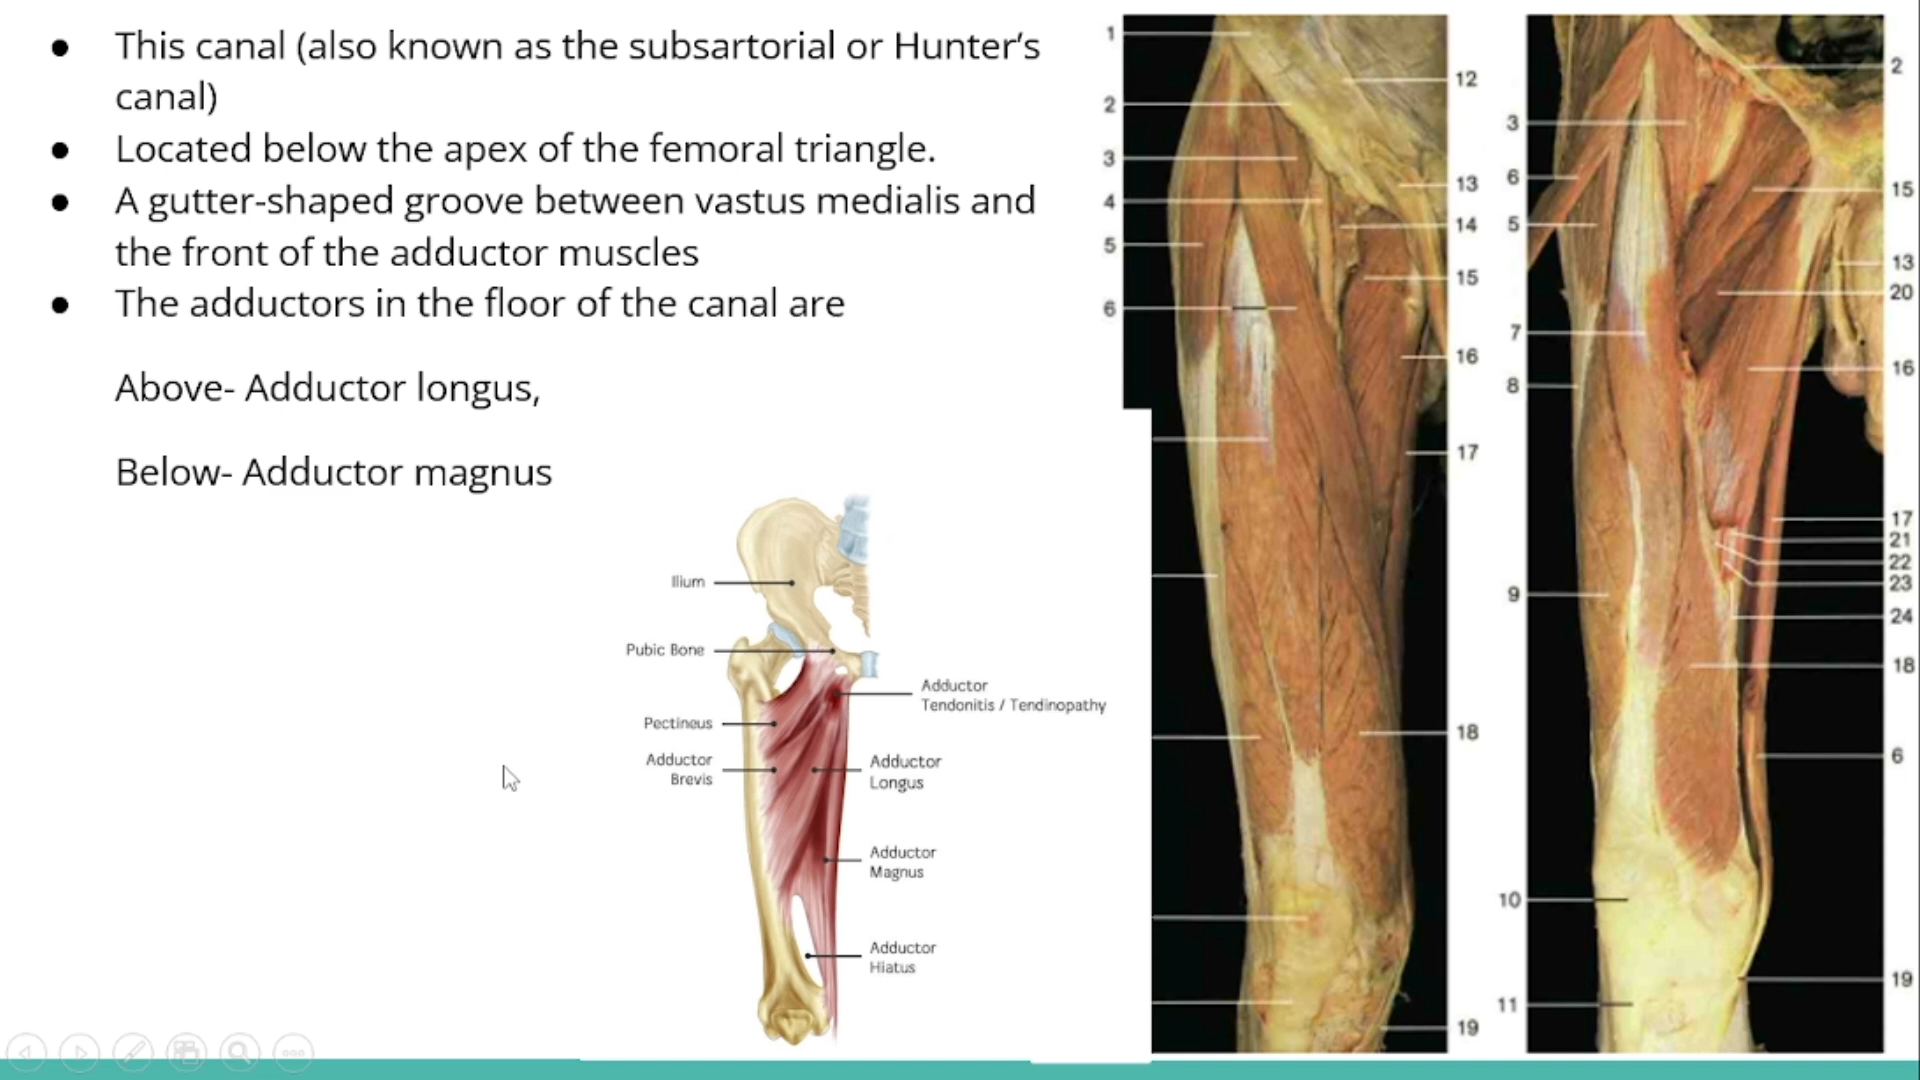 ● This canal (also known as the subsartorial or Hunter’s
canal)
● Located below the apex of the femoral triangle.
● A gutter-shaped groove between vastus medialis and
the front of the adductor muscles
● The adductors in the floor of the canal are
Above- Adductor longus,
Below- Adductor magnus
Ilium
Pubic Bone
Pectineus
Adductor
Brevis
Adductor
Tendonitis / Tendinopathy
Adductor
Longus
Adductor
Magnus
Adductor
Hiatus
1
2
3
4
5
6
12
13
14
15
16
17
18
19
3
6
5
7
8
9
10
11
2
15
13
20
16
17
21
22
23
24
18
6
19